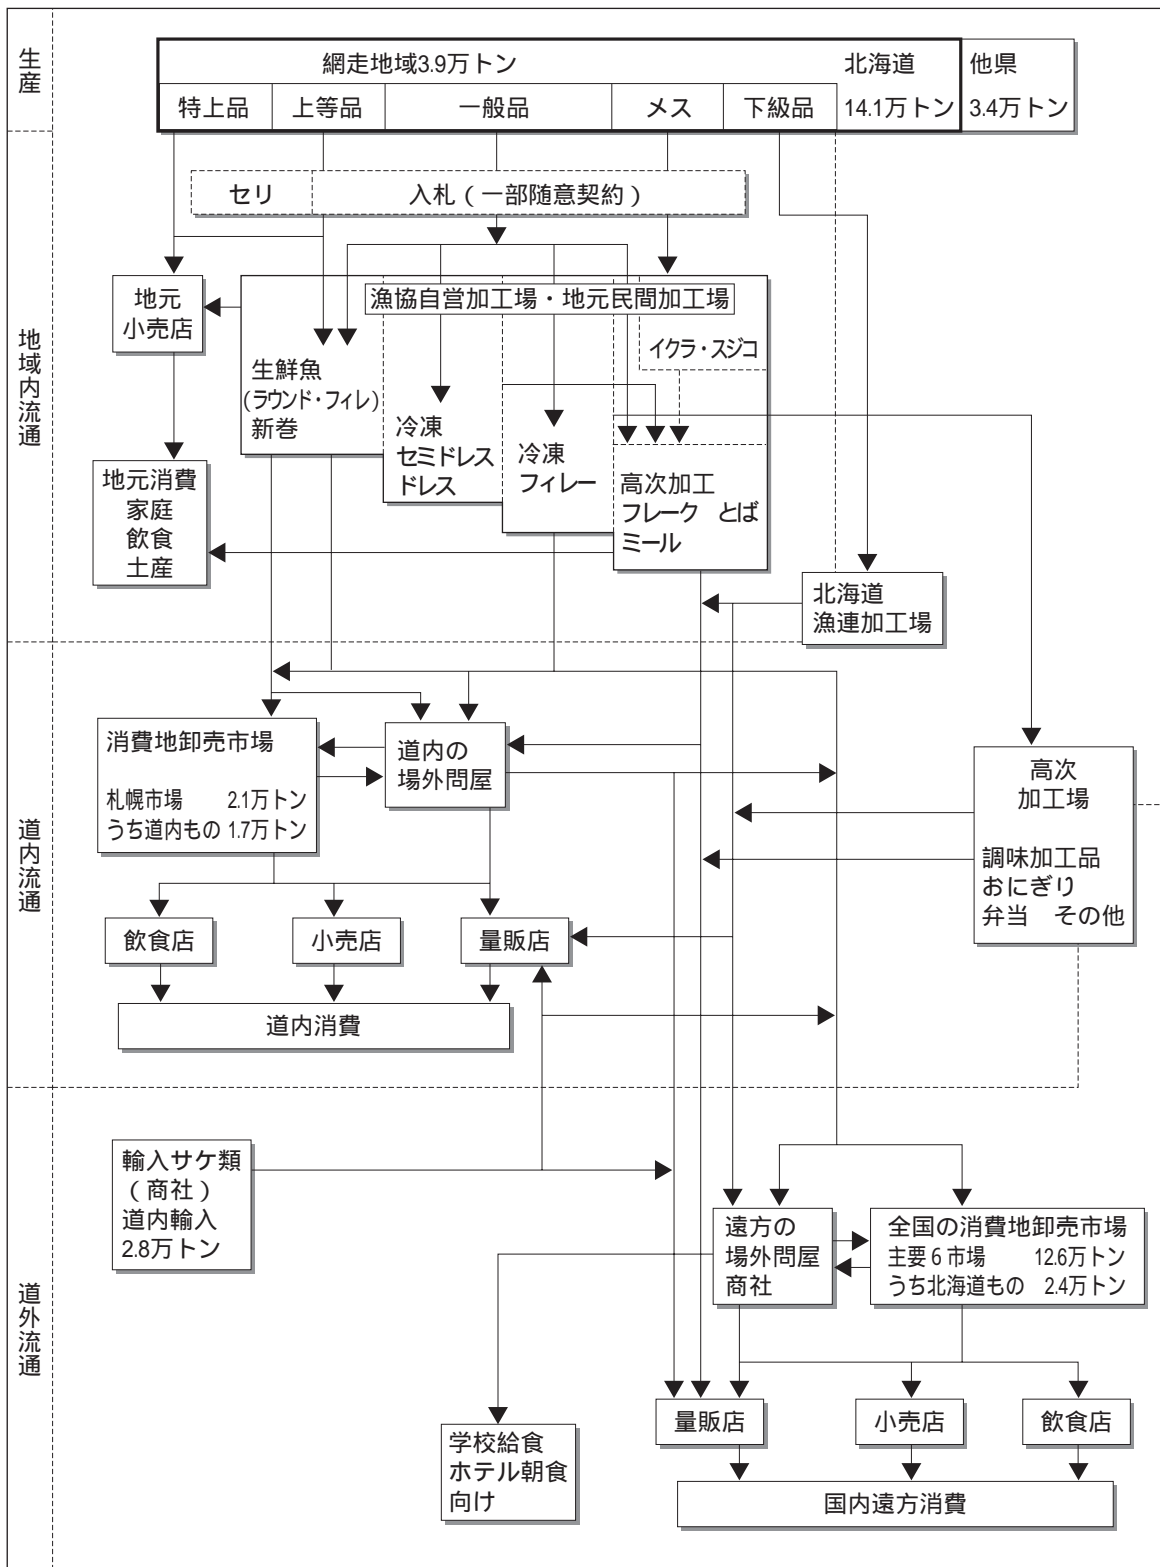 生産
網走地域3.9万トン
北海道
他県
特上品
上等品
一般品
メス
下級品
14.1万トン
3.4万トン
地域内流通
セリ
入札（一部随意契約）
地元
小売店
漁協自営加工場・地元民間加工場
イクラ・スジコ
生鮮魚
(ラウンド・フィレ)
新巻
冷凍
セミドレス
ドレス
冷凍
フィレー
高次加工
フレーク　とば
ミール
地元消費
家庭
飲食
土産
北海道
漁連加工場
道内流通
消費地卸売市場
札幌市場　2.1万トン
うち道内もの 1.7万トン
道内の
場外問屋
高次
加工場
調味加工品
おにぎり
弁当　その他
飲食店
小売店
量販店
道内消費
道外流通
輸入サケ類
（商社）
道内輸入
2.8万トン
遠方の
場外問屋
商社
全国の消費地卸売市場
主要６市場　12.6万トン
うち北海道もの　2.4万トン
学校給食
ホテル朝食
向け
量販店
小売店
飲食店
国内遠方消費